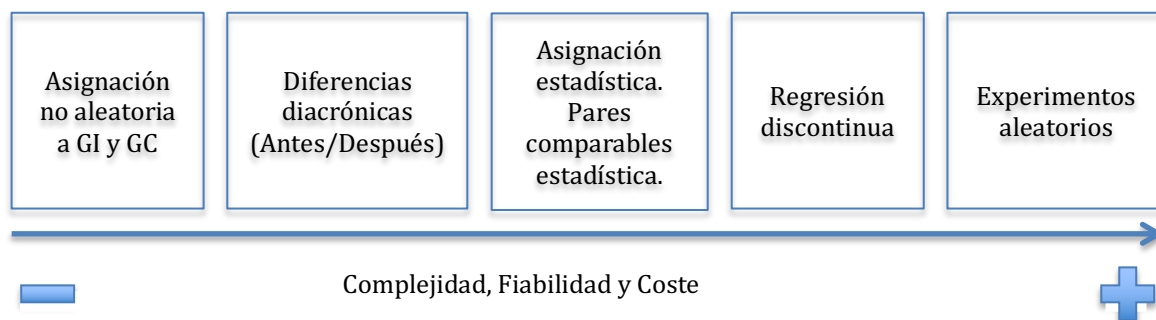 Asignación
no aleatoria
a GI y GC
Diferencias
diacrónicas
(Antes/Después)
Asignación
estadística.
Pares
comparables
estadística.
Regresión
discontinua
Experimentos
aleatorios
Complejidad, Fiabilidad y Coste